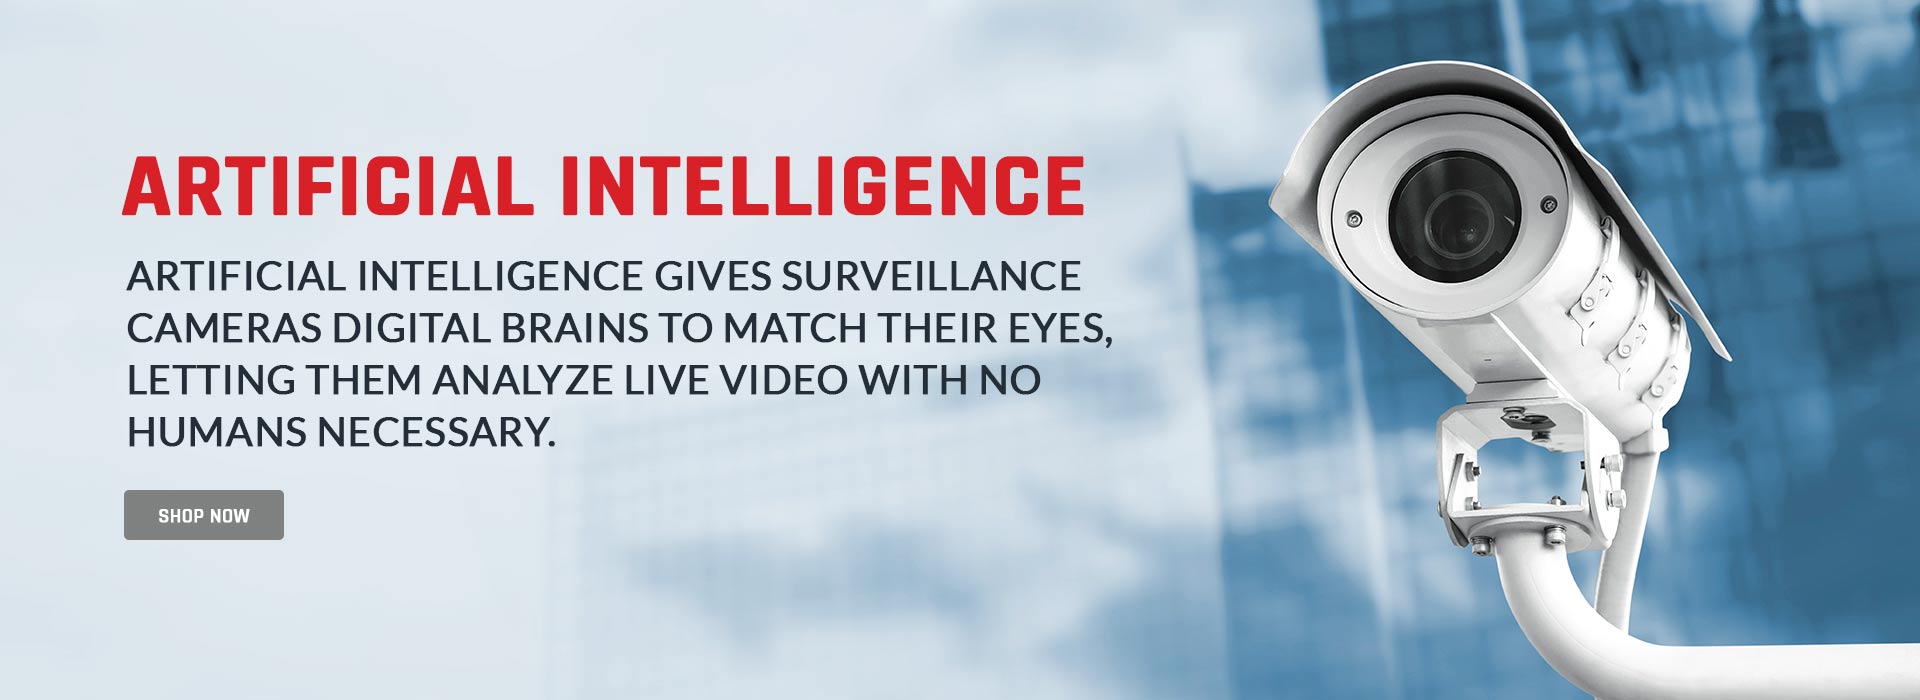 ARTIFICIAL INTELLIGENCE
ARTIFICIAL INTELLIGENCE GIVES SURVEILLANCE
CAMERAS DIGITAL BRAINS TO MATCH THEIR EYES,
LETTING THEM ANALYZE LIVE VIDEO WITH NO
HUMANS NECESSARY.
SHOP NOW